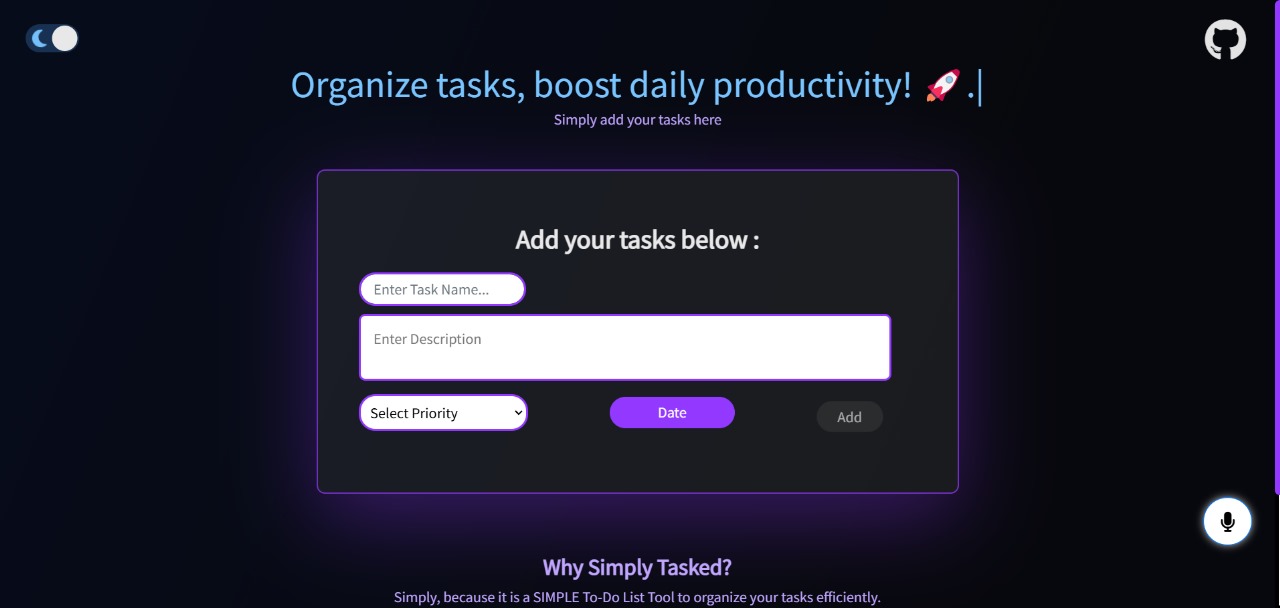 Organize tasks, boost daily productivity! 🚀 .|
Simply add your tasks here
Add your tasks below :
Enter Task Name...
Enter Description
Select Priority
Date
Add
Why Simply Tasked?
Simply, because it is a SIMPLE To-Do List Tool to organize your tasks efficiently.